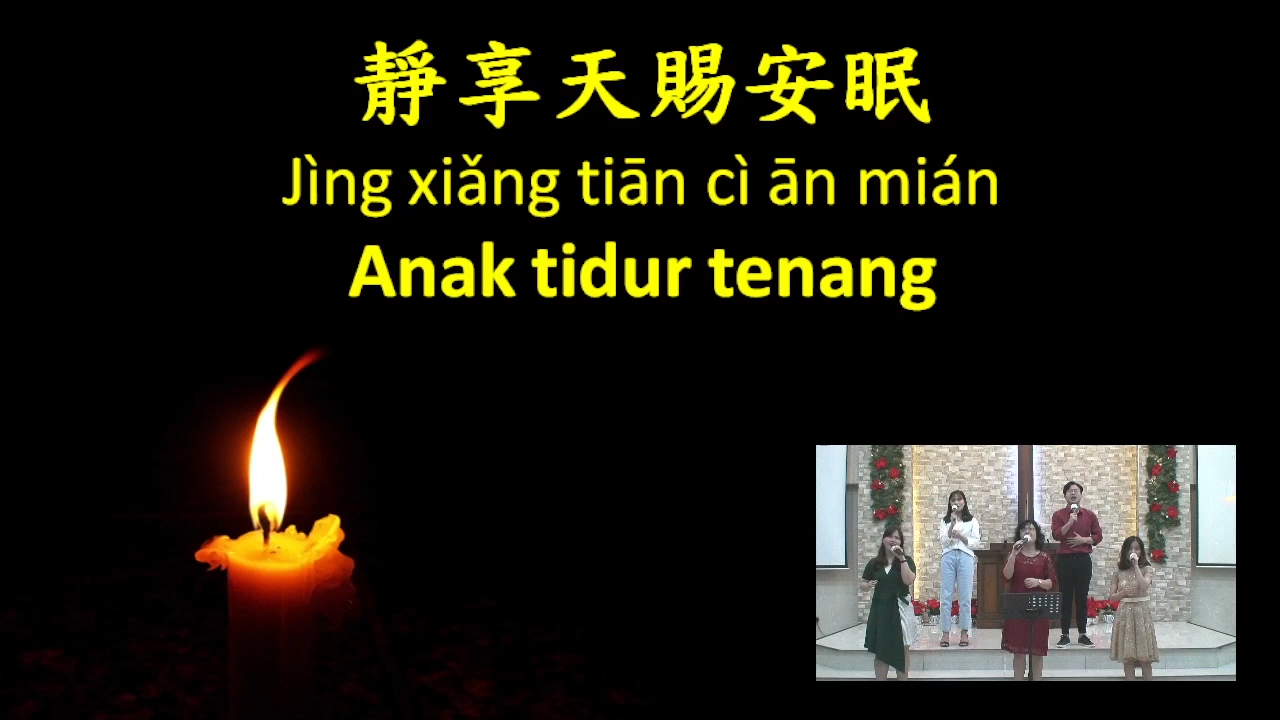 靜享天賜安眠
Jìng xiǎng tiān cì ān mián
Anak tidur tenang